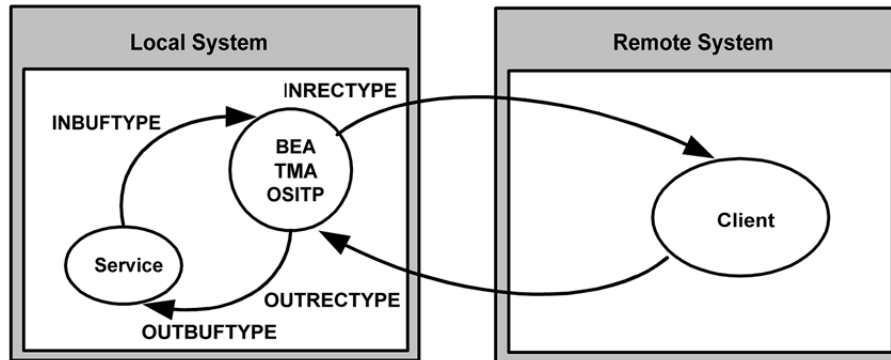 Local System
Remote System
INRECTYPE
INBUFTYPE
BEA
TMA
OSITP
Client
Service
OUTRECTYPE
OUTBUFTYPE